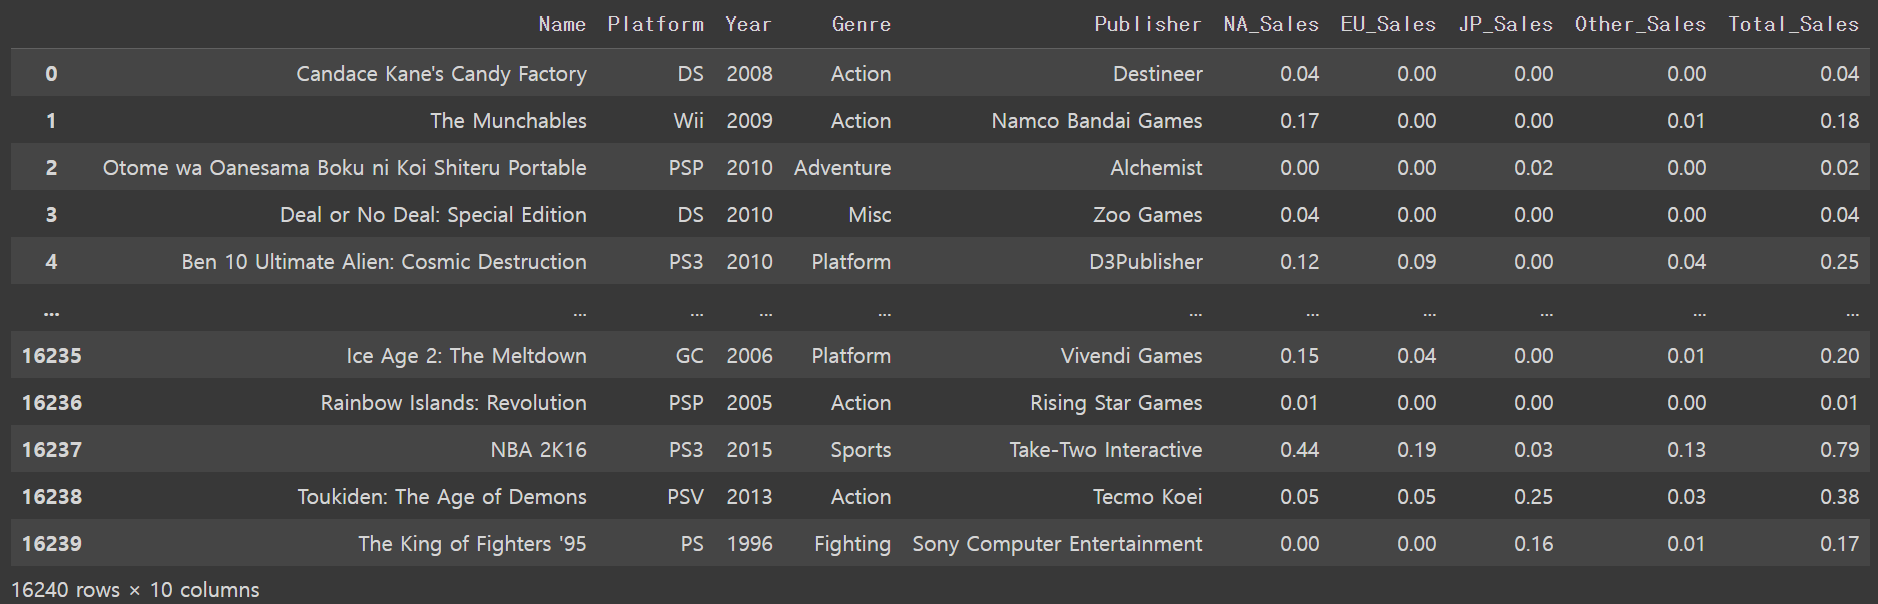 Name Platform Year Genre Publisher NA_Sales EU_Sales JP_Sales Other_Sales Total_Sales
0 Candace Kane's Candy Factory DS 2008 Action Destineer 0.04 0.00 0.00 0.00 0.04
1 The Munchables Wii 2009 Action Namco Bandai Games 0.17 0.00 0.00 0.01 0.18
2 Otome wa Oanesama Boku ni Koi Shiteru Portable PSP 2010 Adventure Alchemist 0.00 0.00 0.02 0.00 0.02
3 Deal or No Deal: Special Edition DS 2010 Misc Zoo Games 0.04 0.00 0.00 0.00 0.04
4 Ben 10 Ultimate Alien: Cosmic Destruction PS3 2010 Platform D3Publisher 0.12 0.09 0.00 0.04 0.25
... ... ... ... ... ... ... ... ... ... ...
16235 Ice Age 2: The Meltdown GC 2006 Platform Vivendi Games 0.15 0.04 0.00 0.01 0.20
16236 Rainbow Islands: Revolution PSP 2005 Action Rising Star Games 0.01 0.00 0.00 0.00 0.01
16237 NBA 2K16 PS3 2015 Sports Take-Two Interactive 0.44 0.19 0.03 0.13 0.79
16238 Toukiden: The Age of Demons PSV 2013 Action Tecmo Koei 0.05 0.05 0.25 0.03 0.38
16239 The King of Fighters '95 PS 1996 Fighting Sony Computer Entertainment 0.00 0.00 0.16 0.01 0.17
16240 rows × 10 columns